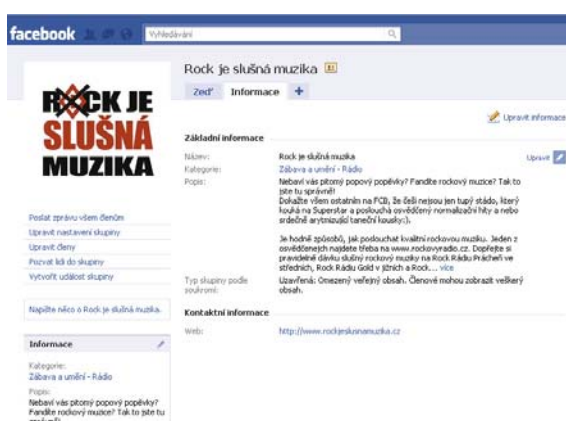 facebook
Vyhledávání
Rock je slušná muzika
Zeď Informace +
Upravit informace
RCK JE
SLUŠNÁ
MUZIKA
Základní informace
Název: Rock je slušná muzika Upravit
Kategorie: Zábava a umění - Rádio
Popis: Nebaví vás pitomý popový popěvky? Fandíte rockový muzice? Tak to
jste tu správně!
Dokažte všem ostatním na FCB, že češi nejsou jen tupý stádo, který
kouká na Superstar a poslouchá osvědčený normalizační hity a nebo
srdečně arytmizující taneční kousky:).
Je hodně způsobů, jak poslouchat kvalitní rockovou muziku. Jeden z
osvědčenejch najdete třeba na www.rockovyradio.cz. Dopřejte si
pravidelně dávku slušný rockový muziky na Rock Rádiu Prácheň ve
středních, Rock Rádiu Gold v jižních a Rock... více
Typ skupiny podle
soukromí: Uzavřená: Omezený veřejný obsah. Členové mohou zobrazit veškerý
obsah.
Kontaktní informace
Web: http://www.rockjeslusnamuzika.cz
Poslat zprávu všem členům
Upravit nastavení skupiny
Upravit členy
Pozvat lidi do skupiny
Vytvořit událost skupiny
Napište něco o Rock je slušná muzika.
Informace
Kategorie:
Zábava a umění - Rádio
Popis:
Nebaví vás pitomý popový popěvky?
Fandíte rockový muzice? Tak to jste tu